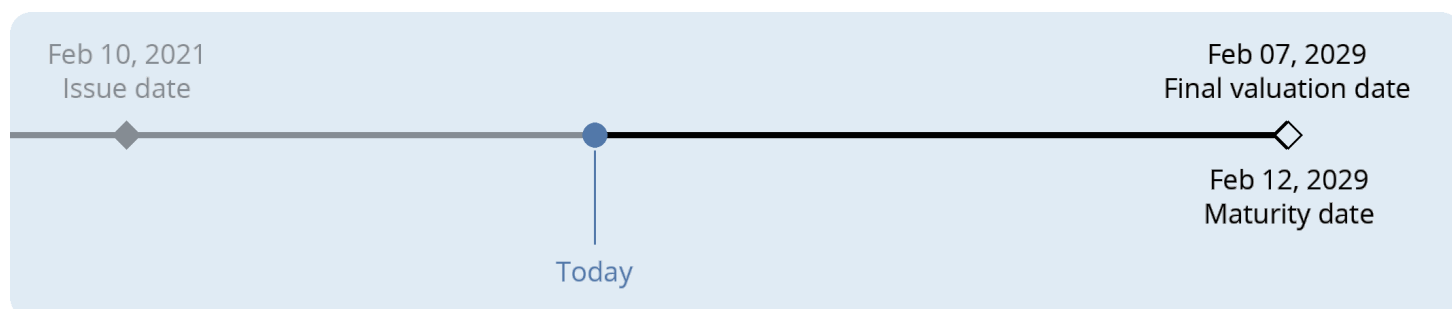 Feb 10, 2021
Issue date
Feb 07, 2029
Final valuation date
Feb 12, 2029
Maturity date
Today